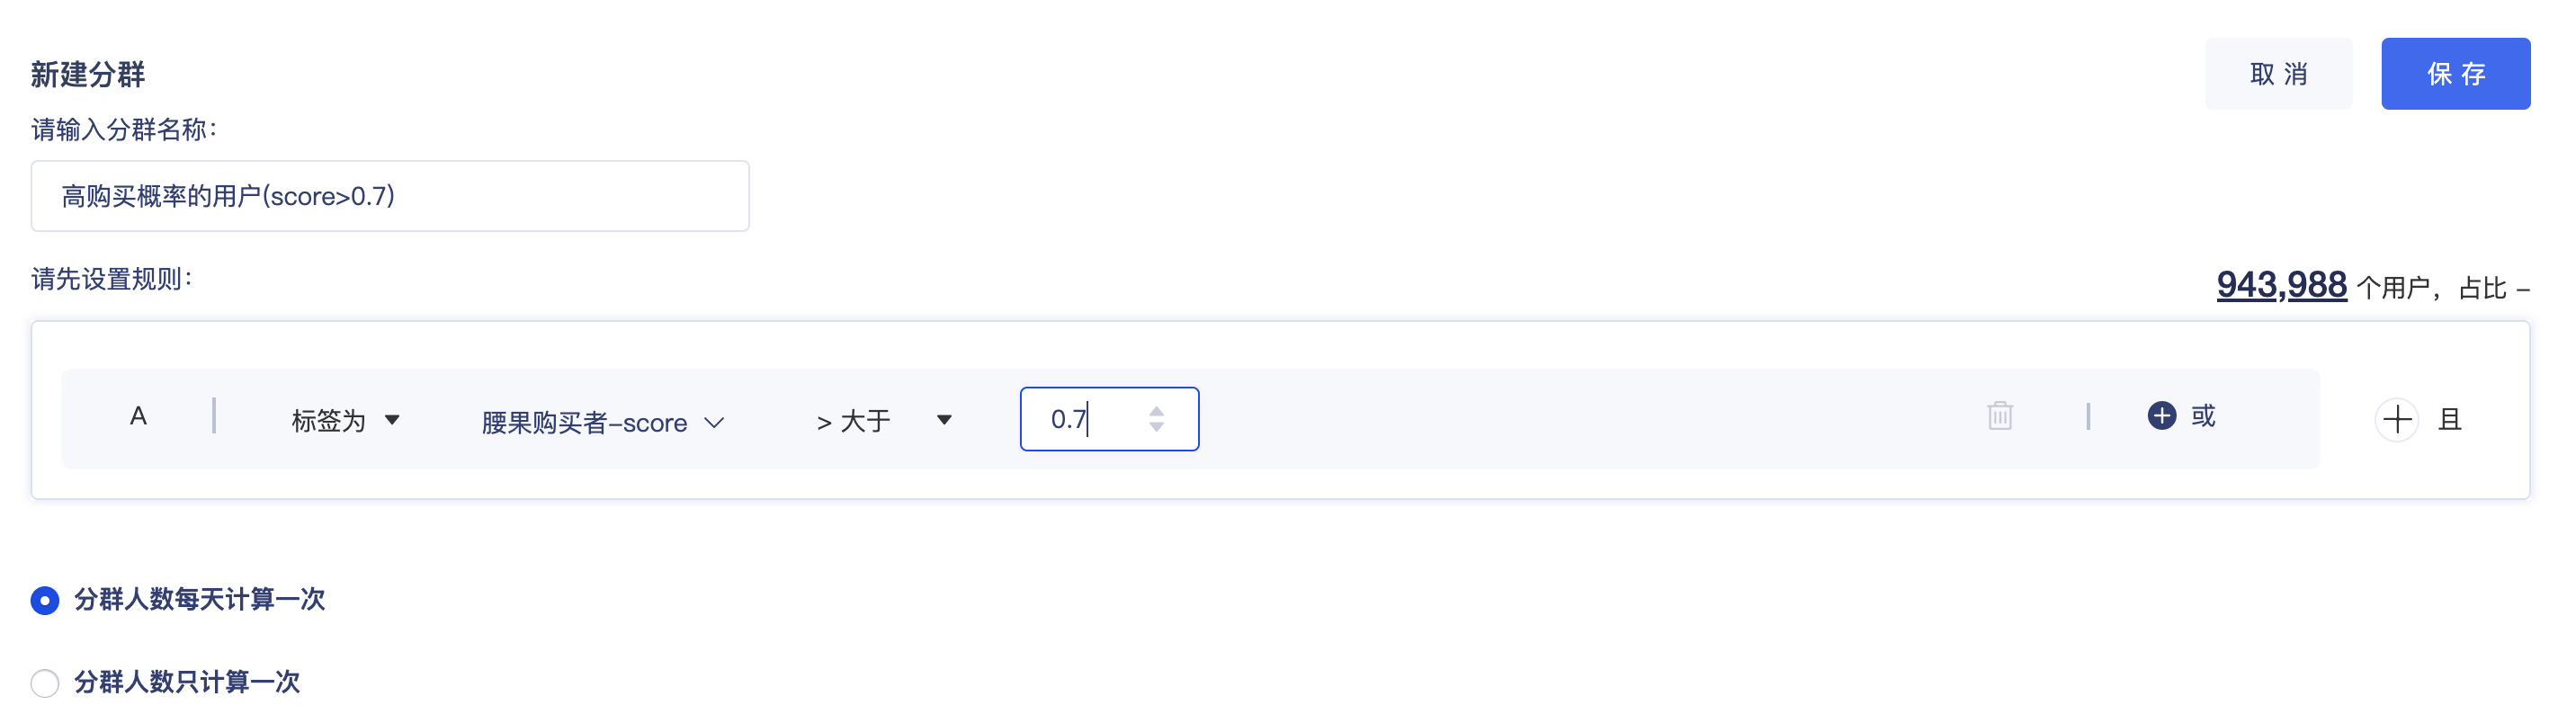 新建分群
取 消
保 存
请输入分群名称:
高购买概率的用户(score>0.7)
请先设置规则:
943,988 个用户，占比 –
A 标签为 腰果购买者–score > 大于 0.7 或 且
分群人数每天计算一次
分群人数只计算一次